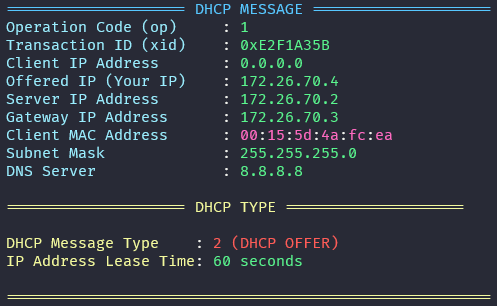 ==================== DHCP MESSAGE ====================
Operation Code (op)     : 1
Transaction ID (xid)    : 0xE2F1A35B
Client IP Address       : 0.0.0.0
Offered IP (Your IP)    : 172.26.70.4
Server IP Address       : 172.26.70.2
Gateway IP Address      : 172.26.70.3
Client MAC Address      : 00:15:5d:4a:fc:ea
Subnet Mask             : 255.255.255.0
DNS Server              : 8.8.8.8
==================== DHCP TYPE ====================
DHCP Message Type    : 2 (DHCP OFFER)
IP Address Lease Time: 60 seconds
======================================================